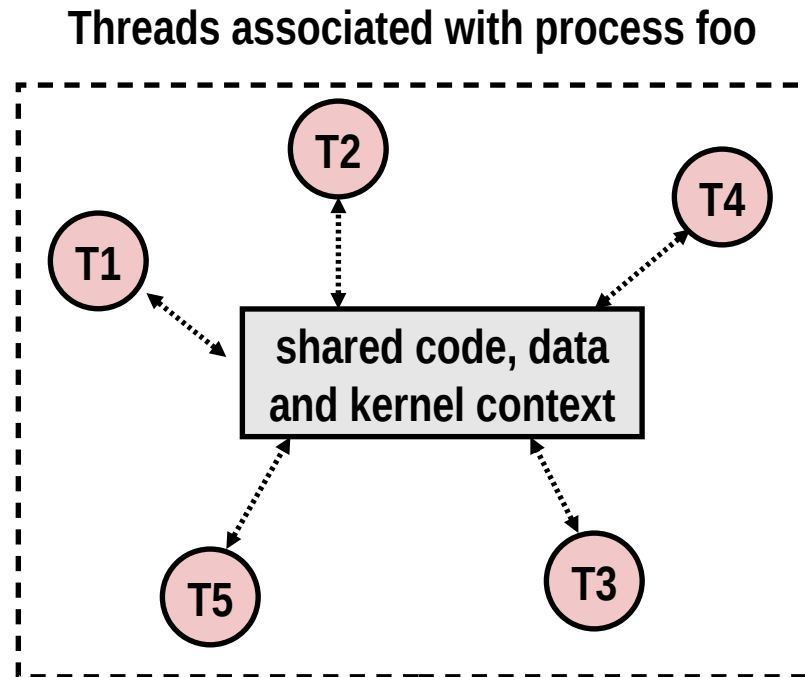 Threads associated with process foo
T2
T4
T1
shared code, data
and kernel context
T5
T3